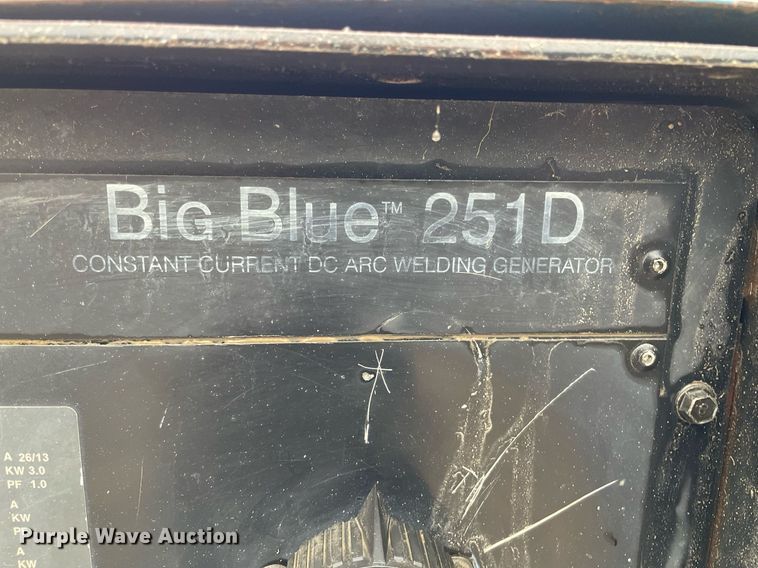 Big Blue™ 251D
CONSTANT CURRENT DC ARC WELDING GENERATOR
A 26/13
KW 3.0
PF 1.0
A
KW
A
KW
Purple Wave Auction